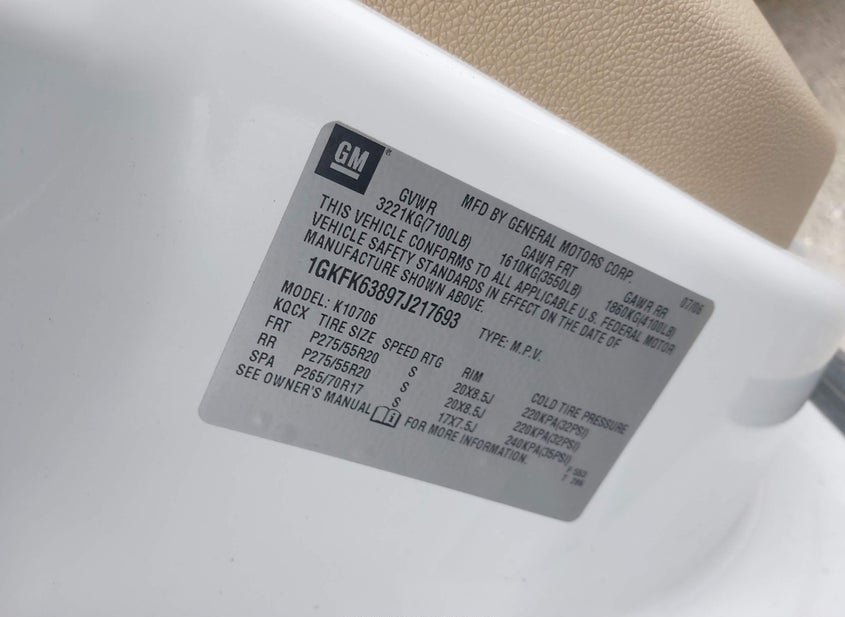 GM
MFD BY GENERAL MOTORS CORP. 07/06
GVWR GAWR FRT GAWR RR
3221KG(7100LB) 1610KG(3550LB) 1860KG(4100LB)
THIS VEHICLE CONFORMS TO ALL APPLICABLE U.S. FEDERAL MOTOR
VEHICLE SAFETY STANDARDS IN EFFECT ON THE DATE OF
MANUFACTURE SHOWN ABOVE.
1GKFK63897J217693 TYPE: M.P.V.
MODEL: K10706
KQCX TIRE SIZE SPEED RTG RIM COLD TIRE PRESSURE
FRT P275/55R20 S 20X8.5J 220KPA(32PSI)
RR P275/55R20 S 20X8.5J 220KPA(32PSI)
SPA P265/70R17 S 17X7.5J 240KPA(35PSI)
SEE OWNER'S MANUAL FOR MORE INFORMATION.